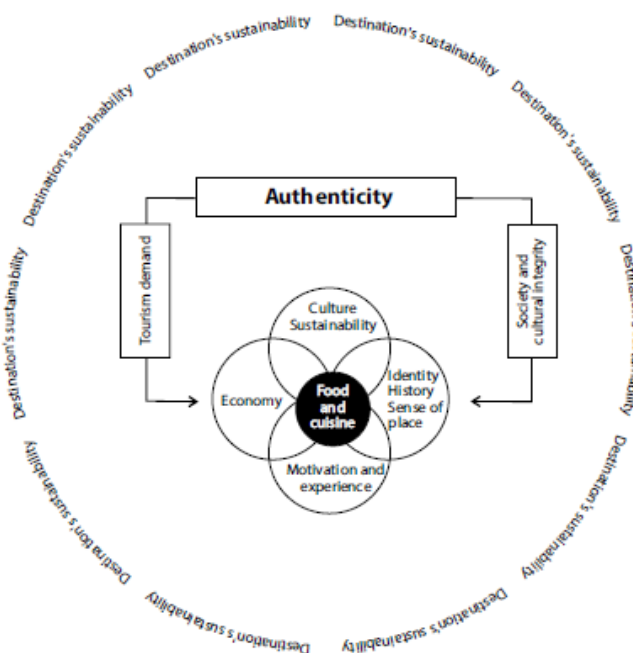 Destination's sustainability
Destination's sustainability
Destination's sustainability
Destination's sustainability
Destination's sustainability
Destination's sustainability
Authenticity
Tourism demand
Society and
cultural integrity
Culture
Sustainability
Economy
Food
and
cuisine
Identity
History
Sense of
place
Motivation and
experience
Destination's sustainability
Destination's sustainability
Destination's sustainability
Destination's sustainability